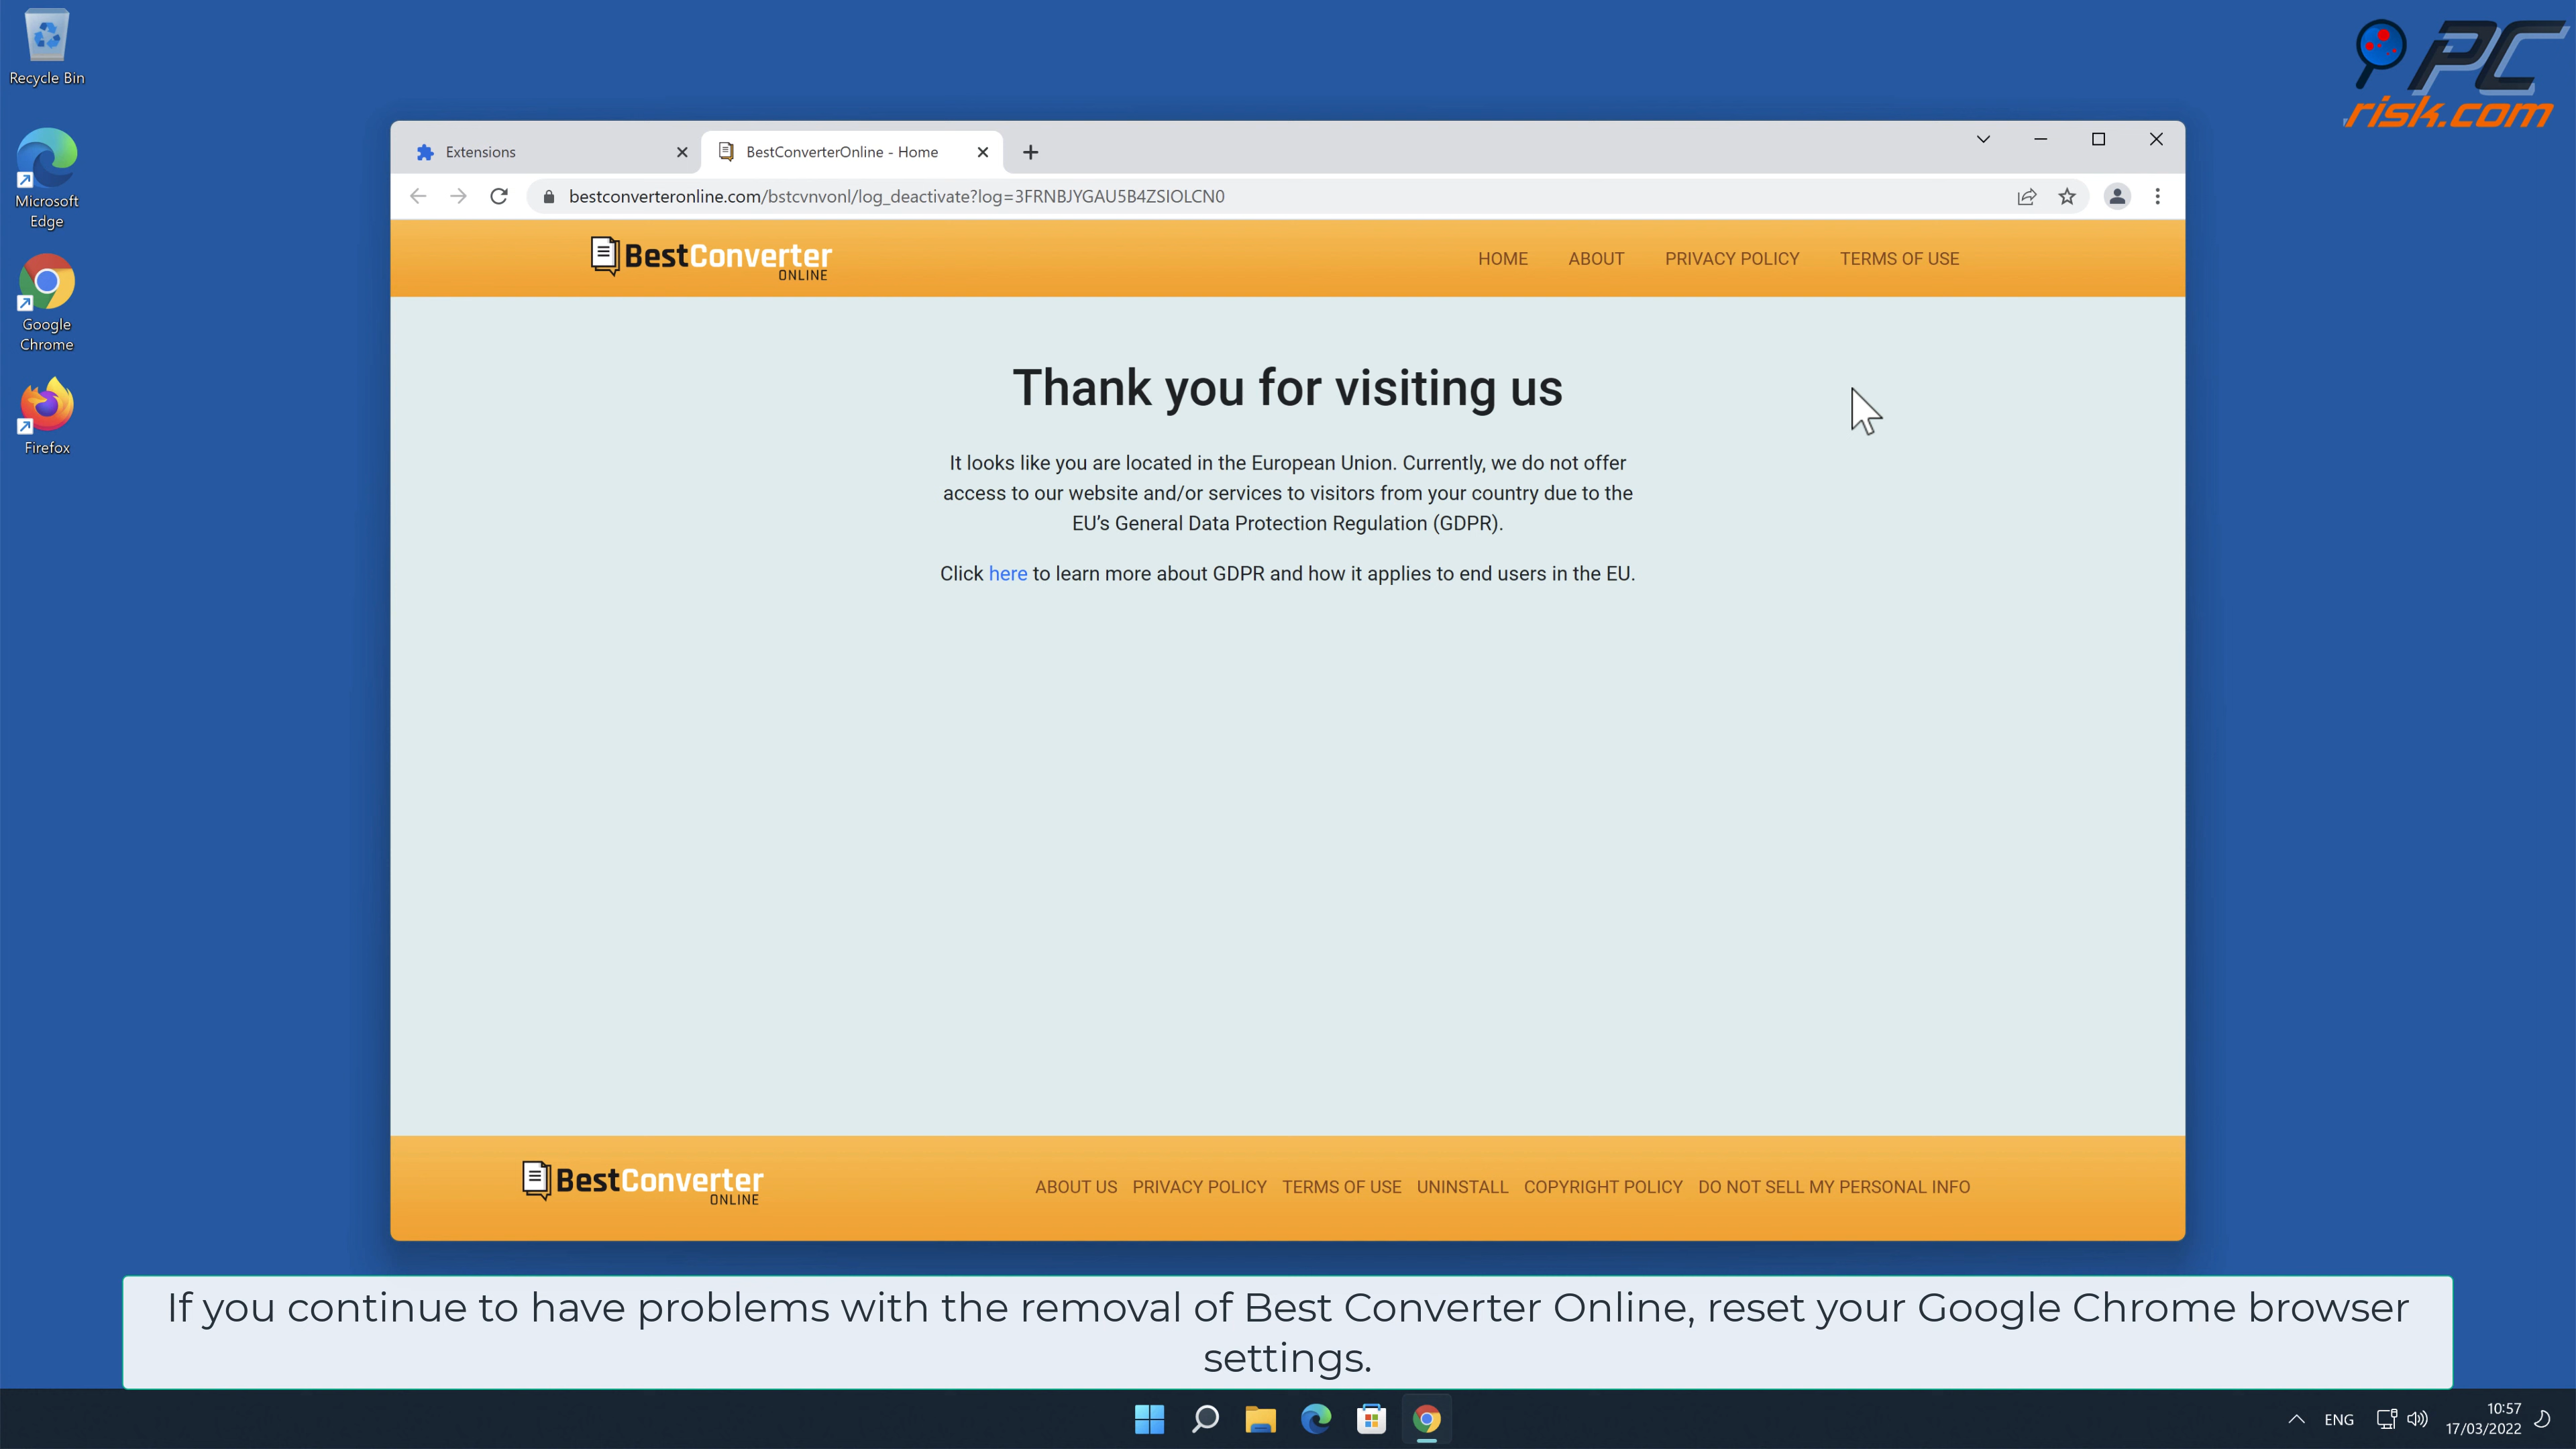 Recycle Bin
Microsoft
Edge
Google
Chrome
Firefox
PC
risk.com
Extensions
BestConverterOnline - Home
bestconverteronline.com/bstcvnvonl/log_deactivate?log=3FRNBJYGAU5B4ZSIOLCN0
BestConverter
ONLINE
HOME ABOUT PRIVACY POLICY TERMS OF USE
Thank you for visiting us
It looks like you are located in the European Union. Currently, we do not offer
access to our website and/or services to visitors from your country due to the
EU’s General Data Protection Regulation (GDPR).
Click here to learn more about GDPR and how it applies to end users in the EU.
BestConverter
ONLINE
ABOUT US PRIVACY POLICY TERMS OF USE UNINSTALL COPYRIGHT POLICY DO NOT SELL MY PERSONAL INFO
If you continue to have problems with the removal of Best Converter Online, reset your Google Chrome browser
settings.
ENG
10:57
17/03/2022